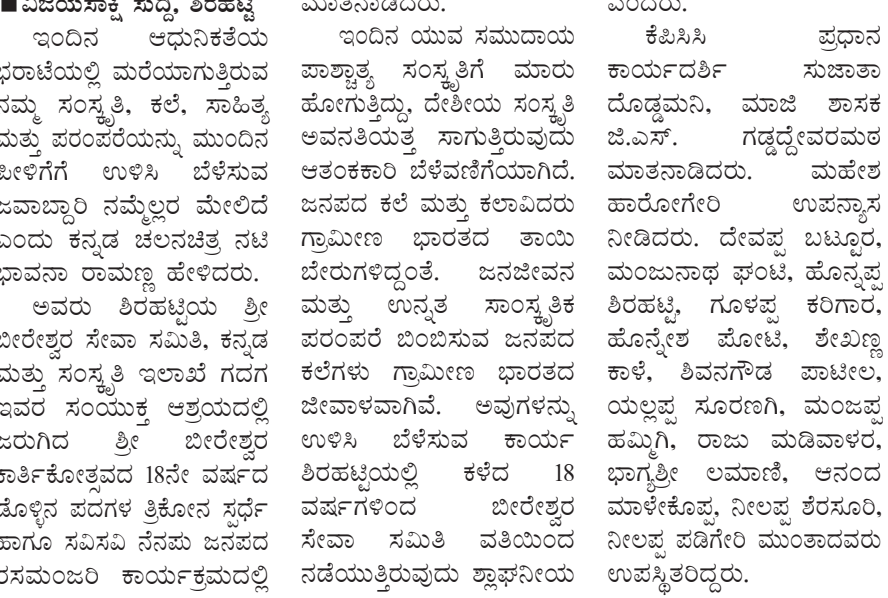 ■ ವಿಜಯಸಾಕ್ಷಿ ಸುದ್ದಿ, ಶಿರಹಟ್ಟಿ
ಇಂದಿನ ಆಧುನಿಕತೆಯ
ಭರಾಟೆಯಲ್ಲಿ ಮರೆಯಾಗುತ್ತಿರುವ
ನಮ್ಮ ಸಂಸ್ಕೃತಿ, ಕಲೆ, ಸಾಹಿತ್ಯ
ಮತ್ತು ಪರಂಪರೆಯನ್ನು ಮುಂದಿನ
ಪೀಳಿಗೆಗೆ ಉಳಿಸಿ ಬೆಳೆಸುವ
ಜವಾಬ್ದಾರಿ ನಮ್ಮೆಲ್ಲರ ಮೇಲಿದೆ
ಎಂದು ಕನ್ನಡ ಚಲನಚಿತ್ರ ನಟಿ
ಭಾವನಾ ರಾಮಣ್ಣ ಹೇಳಿದರು.
ಅವರು ಶಿರಹಟ್ಟಿಯ ಶ್ರೀ
ಬೀರೇಶ್ವರ ಸೇವಾ ಸಮಿತಿ, ಕನ್ನಡ
ಮತ್ತು ಸಂಸ್ಕೃತಿ ಇಲಾಖೆ ಗದಗ
ಇವರ ಸಂಯುಕ್ತ ಆಶ್ರಯದಲ್ಲಿ
ಜರುಗಿದ ಶ್ರೀ ಬೀರೇಶ್ವರ
ಕಾರ್ತಿಕೋತ್ಸವದ 18ನೇ ವರ್ಷದ
ಡೊಳ್ಳಿನ ಪದಗಳ ತ್ರಿಕೋನ ಸ್ಪರ್ಧೆ
ಹಾಗೂ ಸವಿಸವಿ ನೆನಪು ಜನಪದ
ರಸಮಂಜರಿ ಕಾರ್ಯಕ್ರಮದಲ್ಲಿ
ಮಾತನಾಡಿದರು.
ಇಂದಿನ ಯುವ ಸಮುದಾಯ
ಪಾಶ್ಚಾತ್ಯ ಸಂಸ್ಕೃತಿಗೆ ಮಾರು
ಹೋಗುತ್ತಿದ್ದು, ದೇಶೀಯ ಸಂಸ್ಕೃತಿ
ಅವನತಿಯತ್ತ ಸಾಗುತ್ತಿರುವುದು
ಆತಂಕಕಾರಿ ಬೆಳೆವಣಿಗೆಯಾಗಿದೆ.
ಜನಪದ ಕಲೆ ಮತ್ತು ಕಲಾವಿದರು
ಗ್ರಾಮೀಣ ಭಾರತದ ತಾಯಿ
ಬೇರುಗಳಿದ್ದಂತೆ. ಜನಜೀವನ
ಮತ್ತು ಉನ್ನತ ಸಾಂಸ್ಕೃತಿಕ
ಪರಂಪರೆ ಬಿಂಬಿಸುವ ಜನಪದ
ಕಲೆಗಳು ಗ್ರಾಮೀಣ ಭಾರತದ
ಜೀವಾಳವಾಗಿವೆ. ಅವುಗಳನ್ನು
ಉಳಿಸಿ ಬೆಳೆಸುವ ಕಾರ್ಯ
ಶಿರಹಟ್ಟಿಯಲ್ಲಿ ಕಳೆದ 18
ವರ್ಷಗಳಿಂದ ಬೀರೇಶ್ವರ
ಸೇವಾ ಸಮಿತಿ ವತಿಯಿಂದ
ನಡೆಯುತ್ತಿರುವುದು ಶ್ಲಾಘನೀಯ
ಎಂದರು.
ಕೆಪಿಸಿಸಿ ಪ್ರಧಾನ
ಕಾರ್ಯದರ್ಶಿ ಸುಜಾತಾ
ದೊಡ್ಡಮನಿ, ಮಾಜಿ ಶಾಸಕ
ಜಿ.ಎಸ್. ಗಡ್ಡದ್ದೇವರಮಠ
ಮಾತನಾಡಿದರು. ಮಹೇಶ
ಹಾರೋಗೇರಿ ಉಪನ್ಯಾಸ
ನೀಡಿದರು. ದೇವಪ್ಪ ಬಟ್ಟೂರ,
ಮಂಜುನಾಥ ಘಂಟಿ, ಹೊನ್ನಪ್ಪ
ಶಿರಹಟ್ಟಿ, ಗೂಳಪ್ಪ ಕರಿಗಾರ,
ಹೊನ್ನೇಶ ಪೋಟಿ, ಶೇಖಣ್ಣ
ಕಾಳೆ, ಶಿವನಗೌಡ ಪಾಟೀಲ,
ಯಲ್ಲಪ್ಪ ಸೂರಣಗಿ, ಮಂಜಪ್ಪ
ಹಮ್ಮಿಗಿ, ರಾಜು ಮಡಿವಾಳರ,
ಭಾಗ್ಯಶ್ರೀ ಲಮಾಣಿ, ಆನಂದ
ಮಾಳೇಕೊಪ್ಪ, ನೀಲಪ್ಪ ಶೆರಸೂರಿ,
ನೀಲಪ್ಪ ಪಡಿಗೇರಿ ಮುಂತಾದವರು
ಉಪಸ್ಥಿತರಿದ್ದರು.